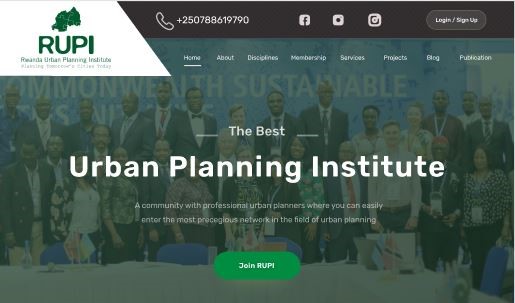 +250788619790
Login / Sign Up
RUPI
Rwanda Urban Planning Institute
Planning Tomorrow's Cities Today
Home About Disciplines Membership Services Projects Blog Publication
COMMONWEALTH SUSTAINABLE
The Best
Urban Planning Institute
A community with professional urban planners where you can easily
enter the most precegious network in the field of urban planning
Join RUPI